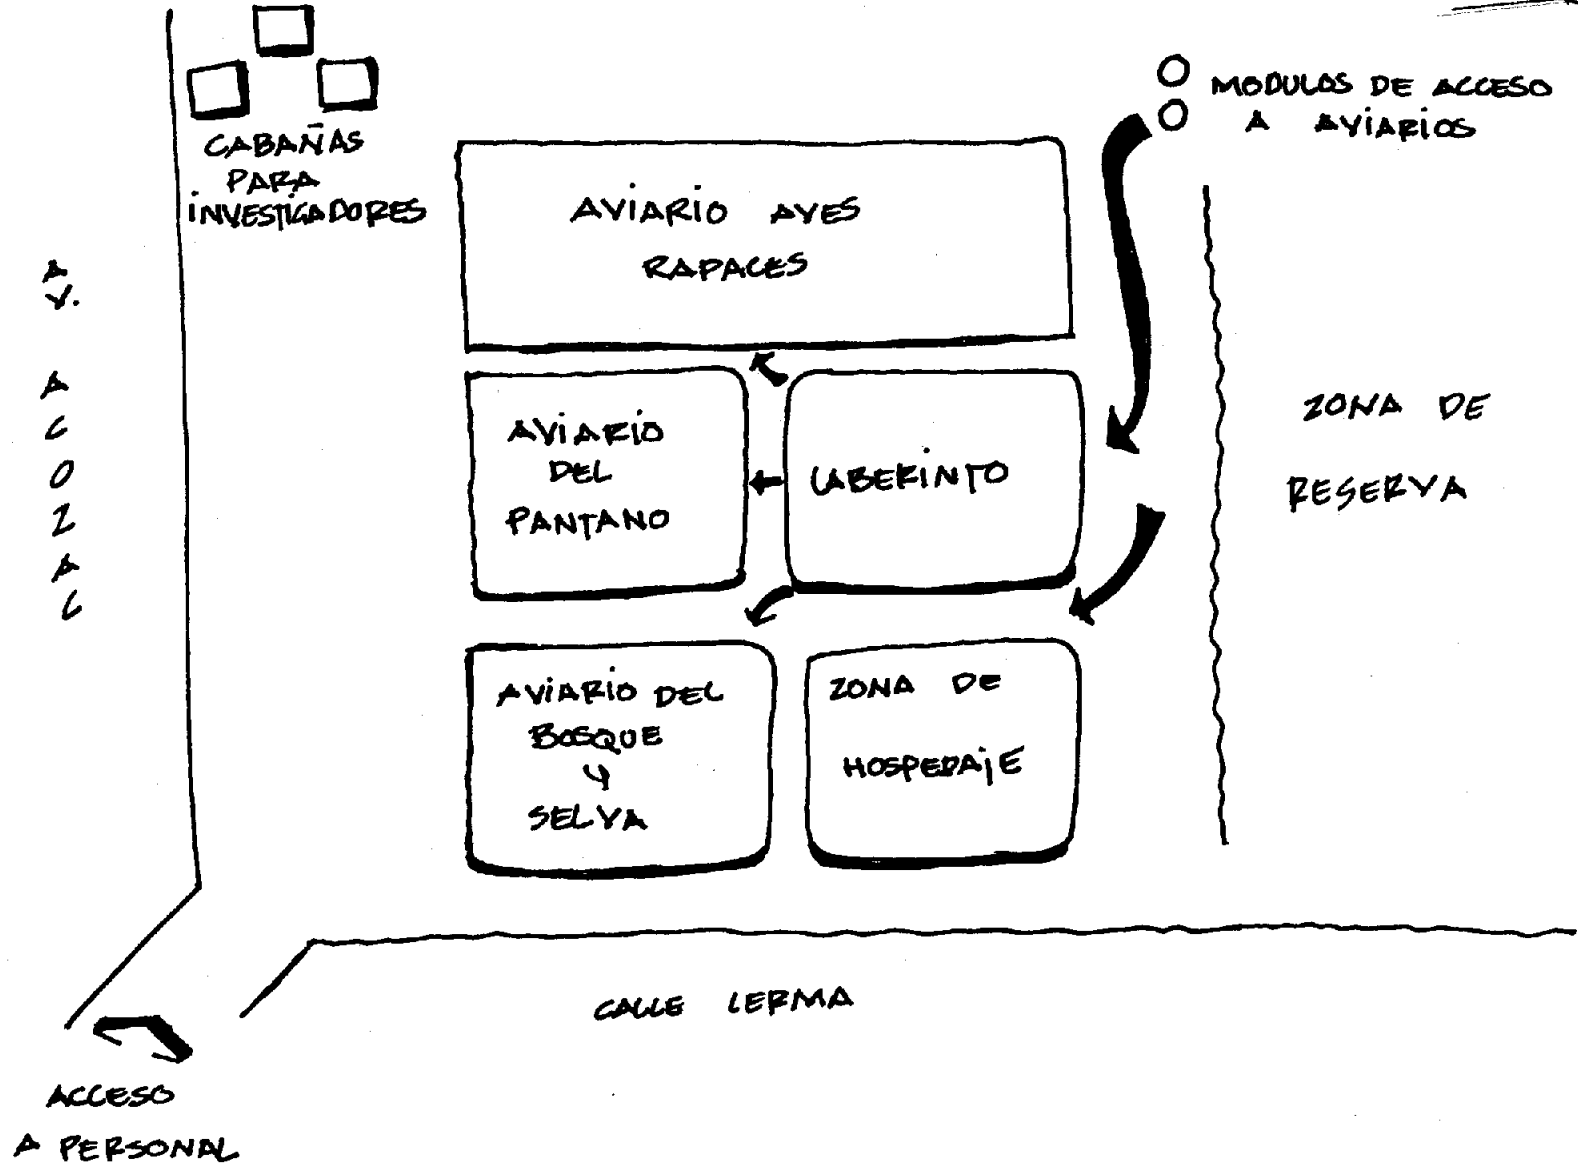 MODULOS DE ACCESO
A AVIARIOS
CABAÑAS
PARA
INVESTIGADORES
AVIARIO AVES
RAPACES
AV. ACOZAC
ZONA DE
RESERVA
AVIARIO
DEL
PANTANO
LABERINTO
AVIARIO DEL
BOSQUE
Y
SELVA
ZONA DE
HOSPEDAJE
CALLE LERMA
ACCESO
A PERSONAL